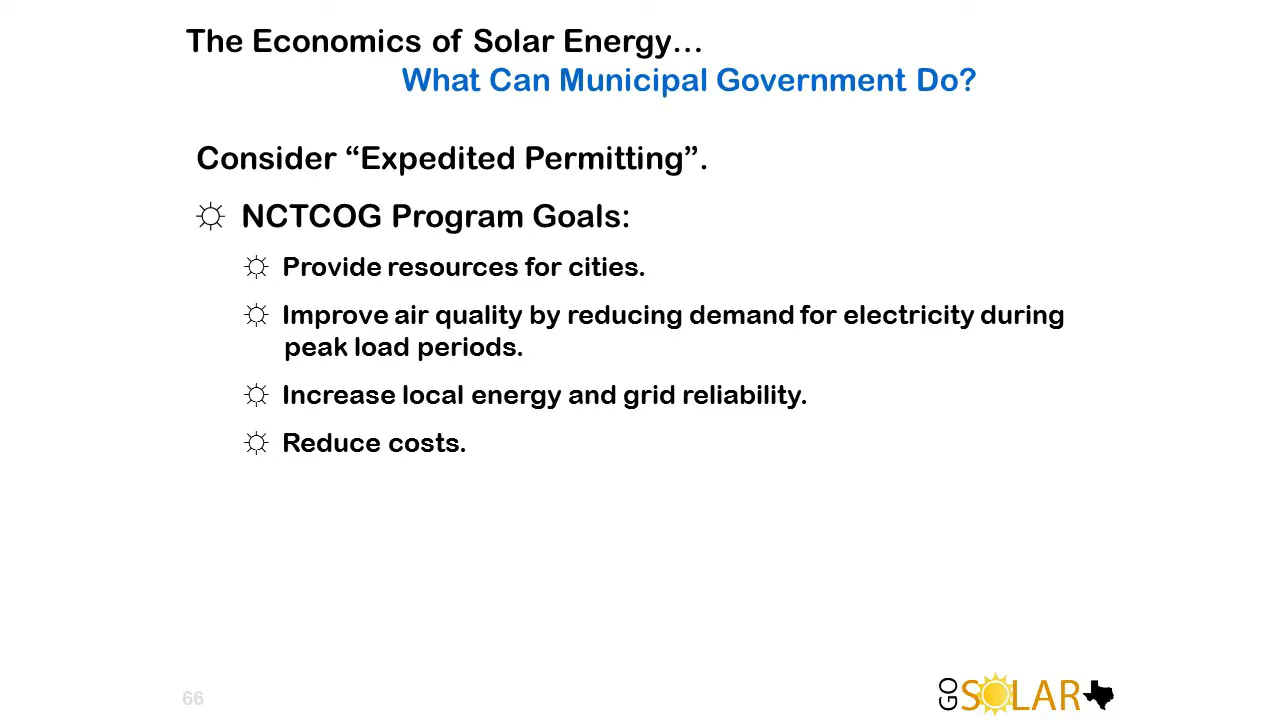 The Economics of Solar Energy…
What Can Municipal Government Do?
Consider “Expedited Permitting”.
☼ NCTCOG Program Goals:
☼ Provide resources for cities.
☼ Improve air quality by reducing demand for electricity during
peak load periods.
☼ Increase local energy and grid reliability.
☼ Reduce costs.
66
GO SOLAR